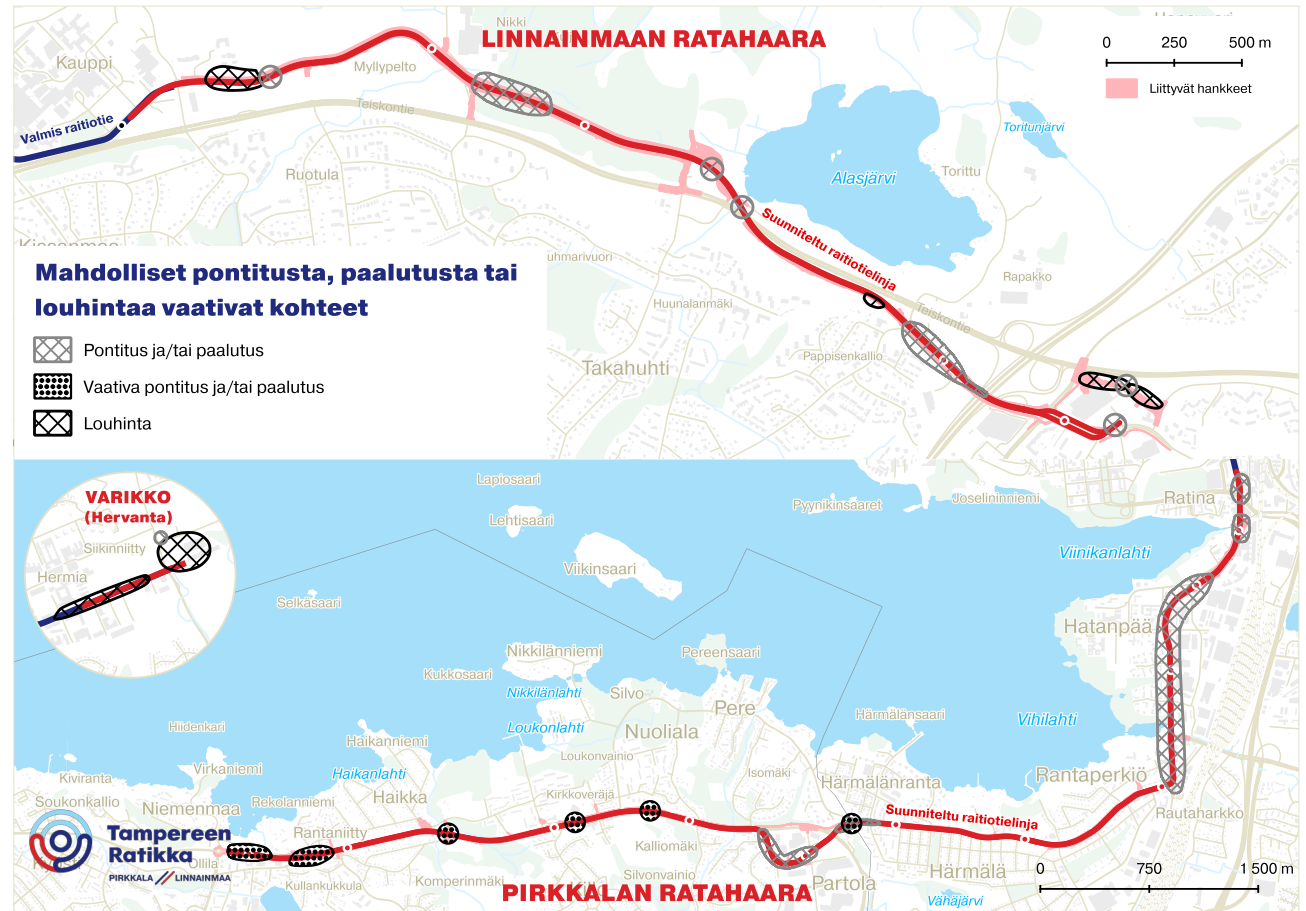 LINNAINMAAN RATAHAARA
Nikki
Kauppi
Myllypelto
Teiskontie
Valmis raitiotie
Ruotula
0 250 500 m
Liittyvät hankkeet
Toritunjärvi
Torittu
Alasjärvi
Suunniteltu raitiotielinja
Rapakko
uhmarivuori
Huunalanmäki
Teiskontie
Pappisenkallio
Takahuhti
Mahdolliset pontitusta, paalutusta tai
louhintaa vaativat kohteet
Pontitus ja/tai paalutus
Vaativa pontitus ja/tai paalutus
Louhinta
VARIKKO
(Hervanta)
Siikinniitty
Hermia
Lapiosaari
Lehtisaari
Viikinsaari
Selkäsaari
Pyynikinsaaret
Joselininniemi
Ratina
Viinikanlahti
Hatanpää
Nikkilänniemi
Pereensaari
Kukkosaari
Nikkilänlahti
Silvo
Pere
Loukonlahti
Nuoliala
Härmälänsaari
Vihilahti
Hiidenkari
Haikanniemi
Loukonvainio
Isomäki
Härmälänranta
Rantaperkiö
Kiviranta
Virkaniemi
Haikanlahti
Haikka
Kirkkoveräjä
Soukonkallio
Niemenmaa
Rekolanniemi
Rantaniitty
Suunniteltu raitiotielinja
Rautaharkko
Tampereen
Ratikka
PIRKKALA LINNAINMAA
Ollila
Kullankukkula
Komperinmäki
Kalliomäki
Silvonvainio
Partola
Härmälä
Vähäjärvi
PIRKKALAN RATAHAARA
0 750 1 500 m